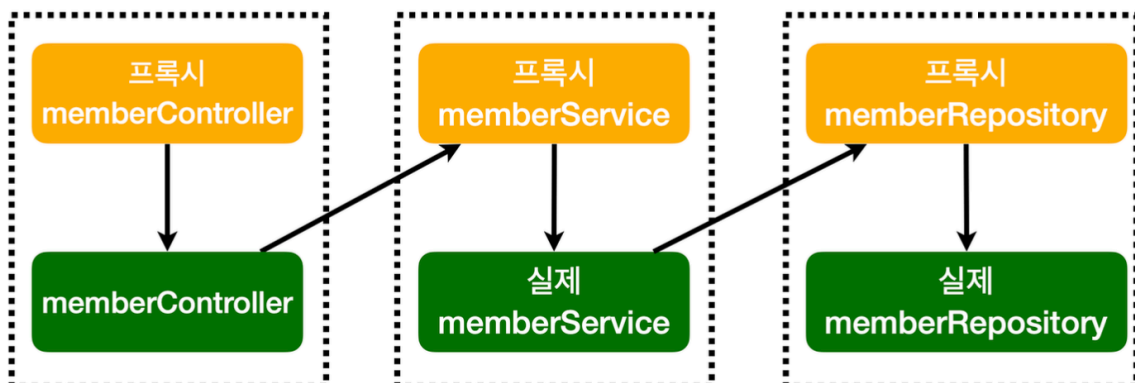 프록시
memberController
프록시
memberService
프록시
memberRepository
memberController
실제
memberService
실제
memberRepository